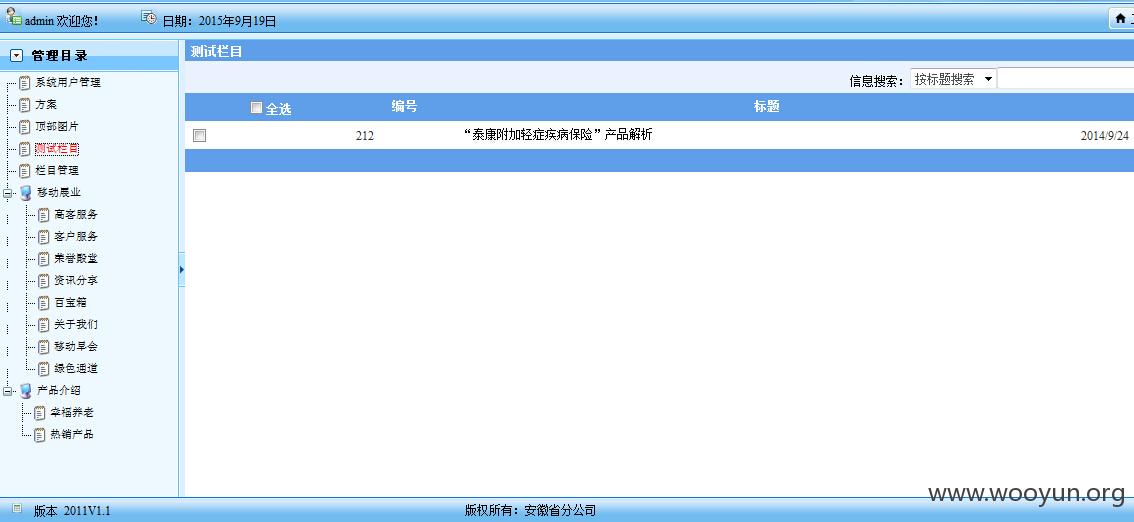 admin 欢迎您!
日期：2015年9月19日
管理目录
系统用户管理
方案
顶部图片
测试栏目
栏目管理
移动展业
高客服务
客户服务
荣誉殿堂
资讯分享
百宝箱
关于我们
移动早会
绿色通道
产品介绍
幸福养老
热销产品
测试栏目
信息搜索： 按标题搜索
全选 编号 标题
212 “泰康附加轻症疾病保险”产品解析 2014/9/24
www.wooyun.org
版本 2011V1.1 版权所有：安徽省分公司